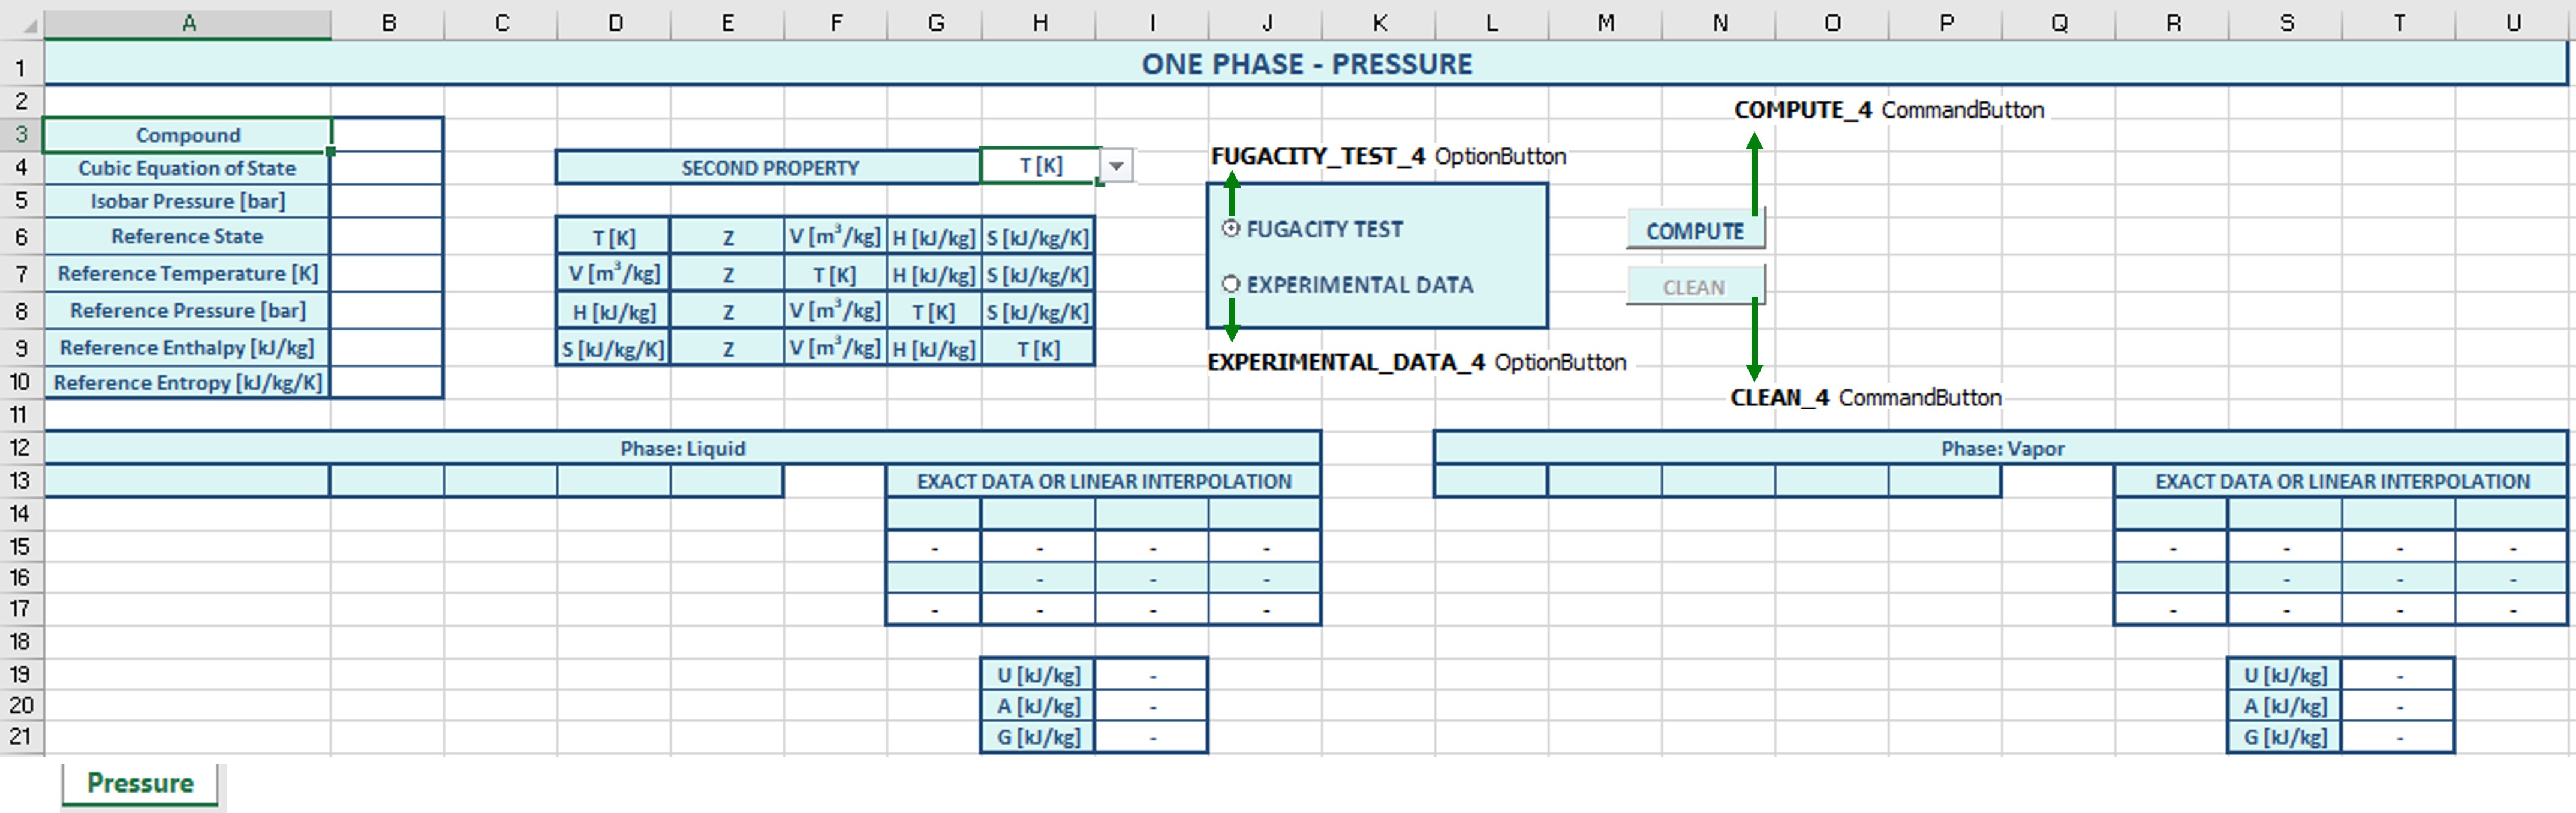 A B C D E F G H I J K L M N O P Q R S T U
1 ONE PHASE - PRESSURE
2 COMPUTE_4 CommandButton
3 Compound
FUGACITY_TEST_4 OptionButton
4 Cubic Equation of State SECOND PROPERTY T [K]
5 Isobar Pressure [bar]
6 Reference State T [K] Z V [m³/kg] H [kJ/kg] S [kJ/kg/K] FUGACITY TEST COMPUTE
7 Reference Temperature [K] V [m³/kg] Z T [K] H [kJ/kg] S [kJ/kg/K] EXPERIMENTAL DATA CLEAN
8 Reference Pressure [bar] H [kJ/kg] Z V [m³/kg] T [K] S [kJ/kg/K]
9 Reference Enthalpy [kJ/kg] S [kJ/kg/K] Z V [m³/kg] H [kJ/kg] T [K]
EXPERIMENTAL_DATA_4 OptionButton
10 Reference Entropy [kJ/kg/K]
CLEAN_4 CommandButton
11
12 Phase: Liquid Phase: Vapor
13 EXACT DATA OR LINEAR INTERPOLATION EXACT DATA OR LINEAR INTERPOLATION
14
15 - - - - - - - -
16 - - - - - -
17 - - - - - - - -
18
19 U [kJ/kg] - U [kJ/kg] -
20 A [kJ/kg] - A [kJ/kg] -
21 G [kJ/kg] - G [kJ/kg] -
Pressure